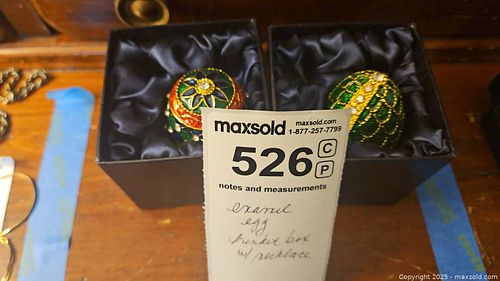 maxsold maxsold.com
1-877-257-7799
526 C
P
notes and measurements
enamel
egg
trinket box
w/ necklace
Copyright © 2025 - maxsold.com